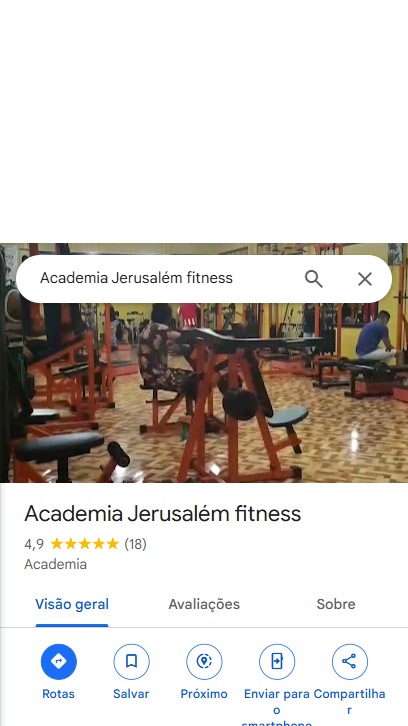 Academia Jerusalém fitness
Academia Jerusalém fitness
4,9 ★★★★★ (18)
Academia
Visão geral Avaliações Sobre
Rotas Salvar Próximo Enviar para o smartphone Compartilhar